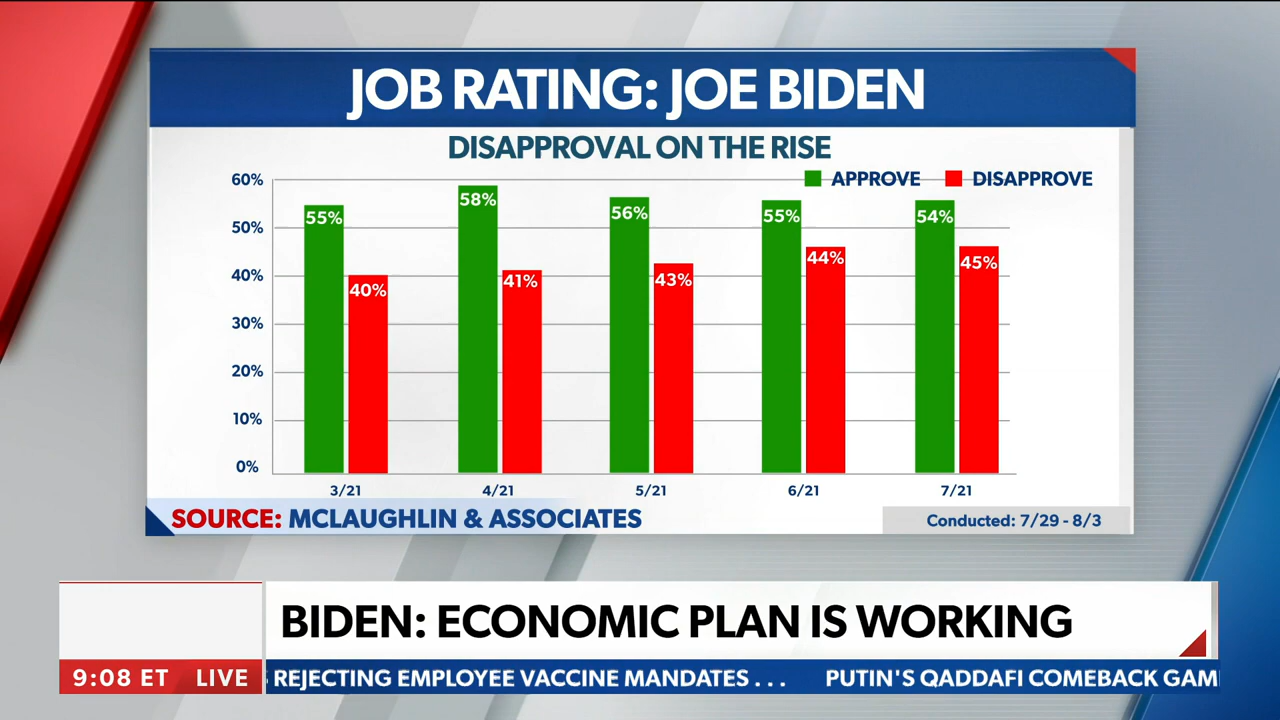 JOB RATING: JOE BIDEN
DISAPPROVAL ON THE RISE
APPROVE DISAPPROVE
60%
50%
40%
30%
20%
10%
0%
55% 40%
58% 41%
56% 43%
55% 44%
54% 45%
3/21 4/21 5/21 6/21 7/21
SOURCE: MCLAUGHLIN & ASSOCIATES
Conducted: 7/29 - 8/3
BIDEN: ECONOMIC PLAN IS WORKING
9:08 ET LIVE
REJECTING EMPLOYEE VACCINE MANDATES . . . PUTIN'S QADDAFI COMEBACK GAM